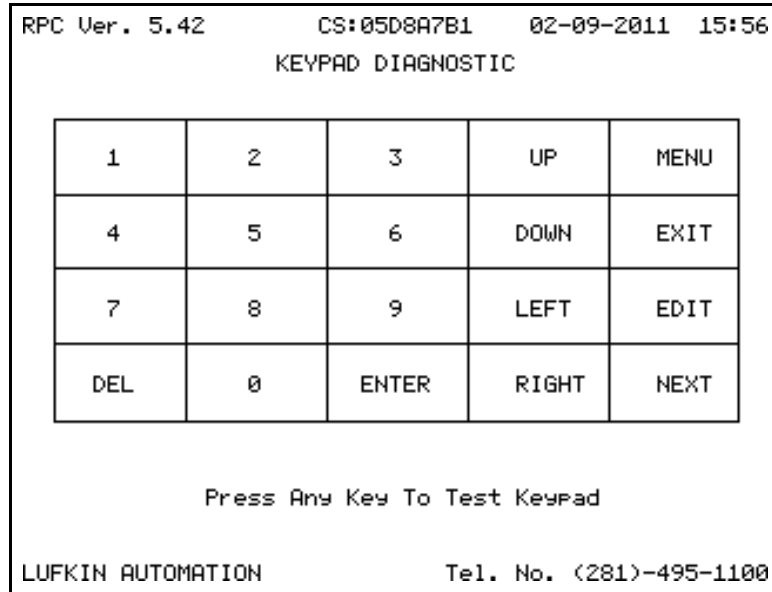 RPC Ver. 5.42 CS:05D8A7B1 02-09-2011 15:56
KEYPAD DIAGNOSTIC
1 2 3 UP MENU
4 5 6 DOWN EXIT
7 8 9 LEFT EDIT
DEL 0 ENTER RIGHT NEXT
Press Any Key To Test Keypad
LUFKIN AUTOMATION Tel. No. (281)-495-1100